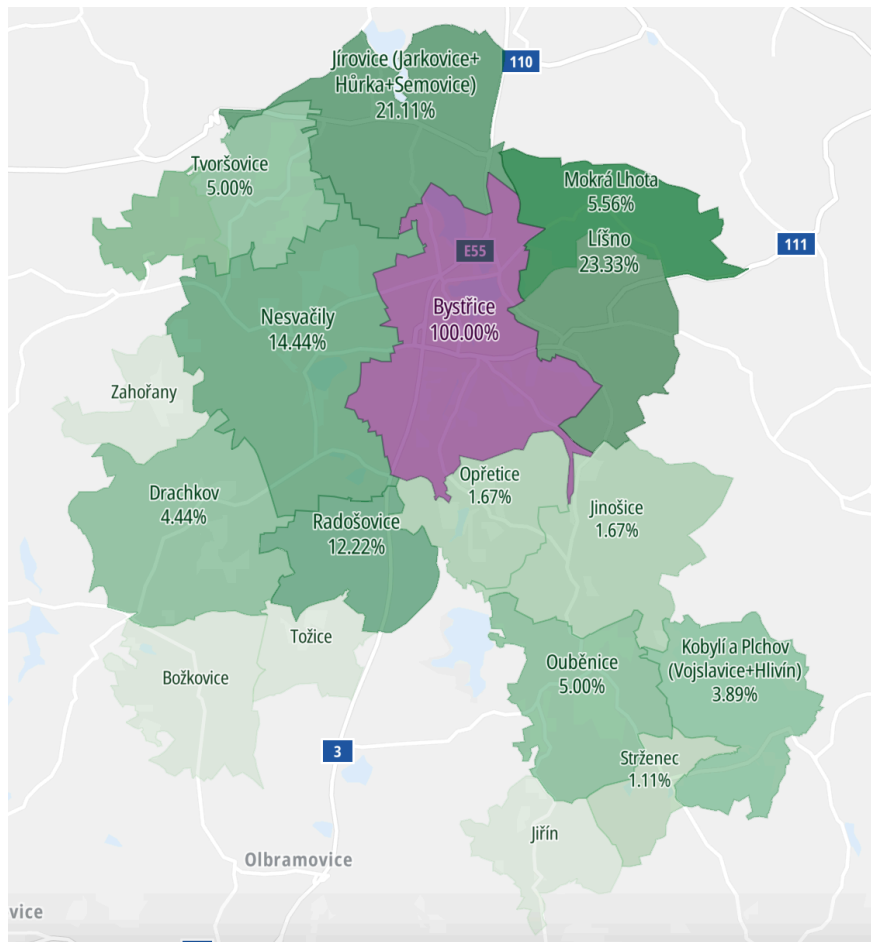 Jírovice (Jarkovice+
Hůrka+Semovice)
21.11%
110
Tvoršovice
5.00%
Mokrá Lhota
5.56%
Líšno
23.33%
111
E55
Bystřice
100.00%
Nesvačily
14.44%
Zahořany
Opřetice
1.67%
Drachkov
4.44%
Radošovice
12.22%
Jinošice
1.67%
Tožice
Božkovice
Ouběnice
5.00%
Kobylí a Plchov
(Vojslavice+Hlivín)
3.89%
3
Strženec
1.11%
Jiřín
Olbramovice
vice